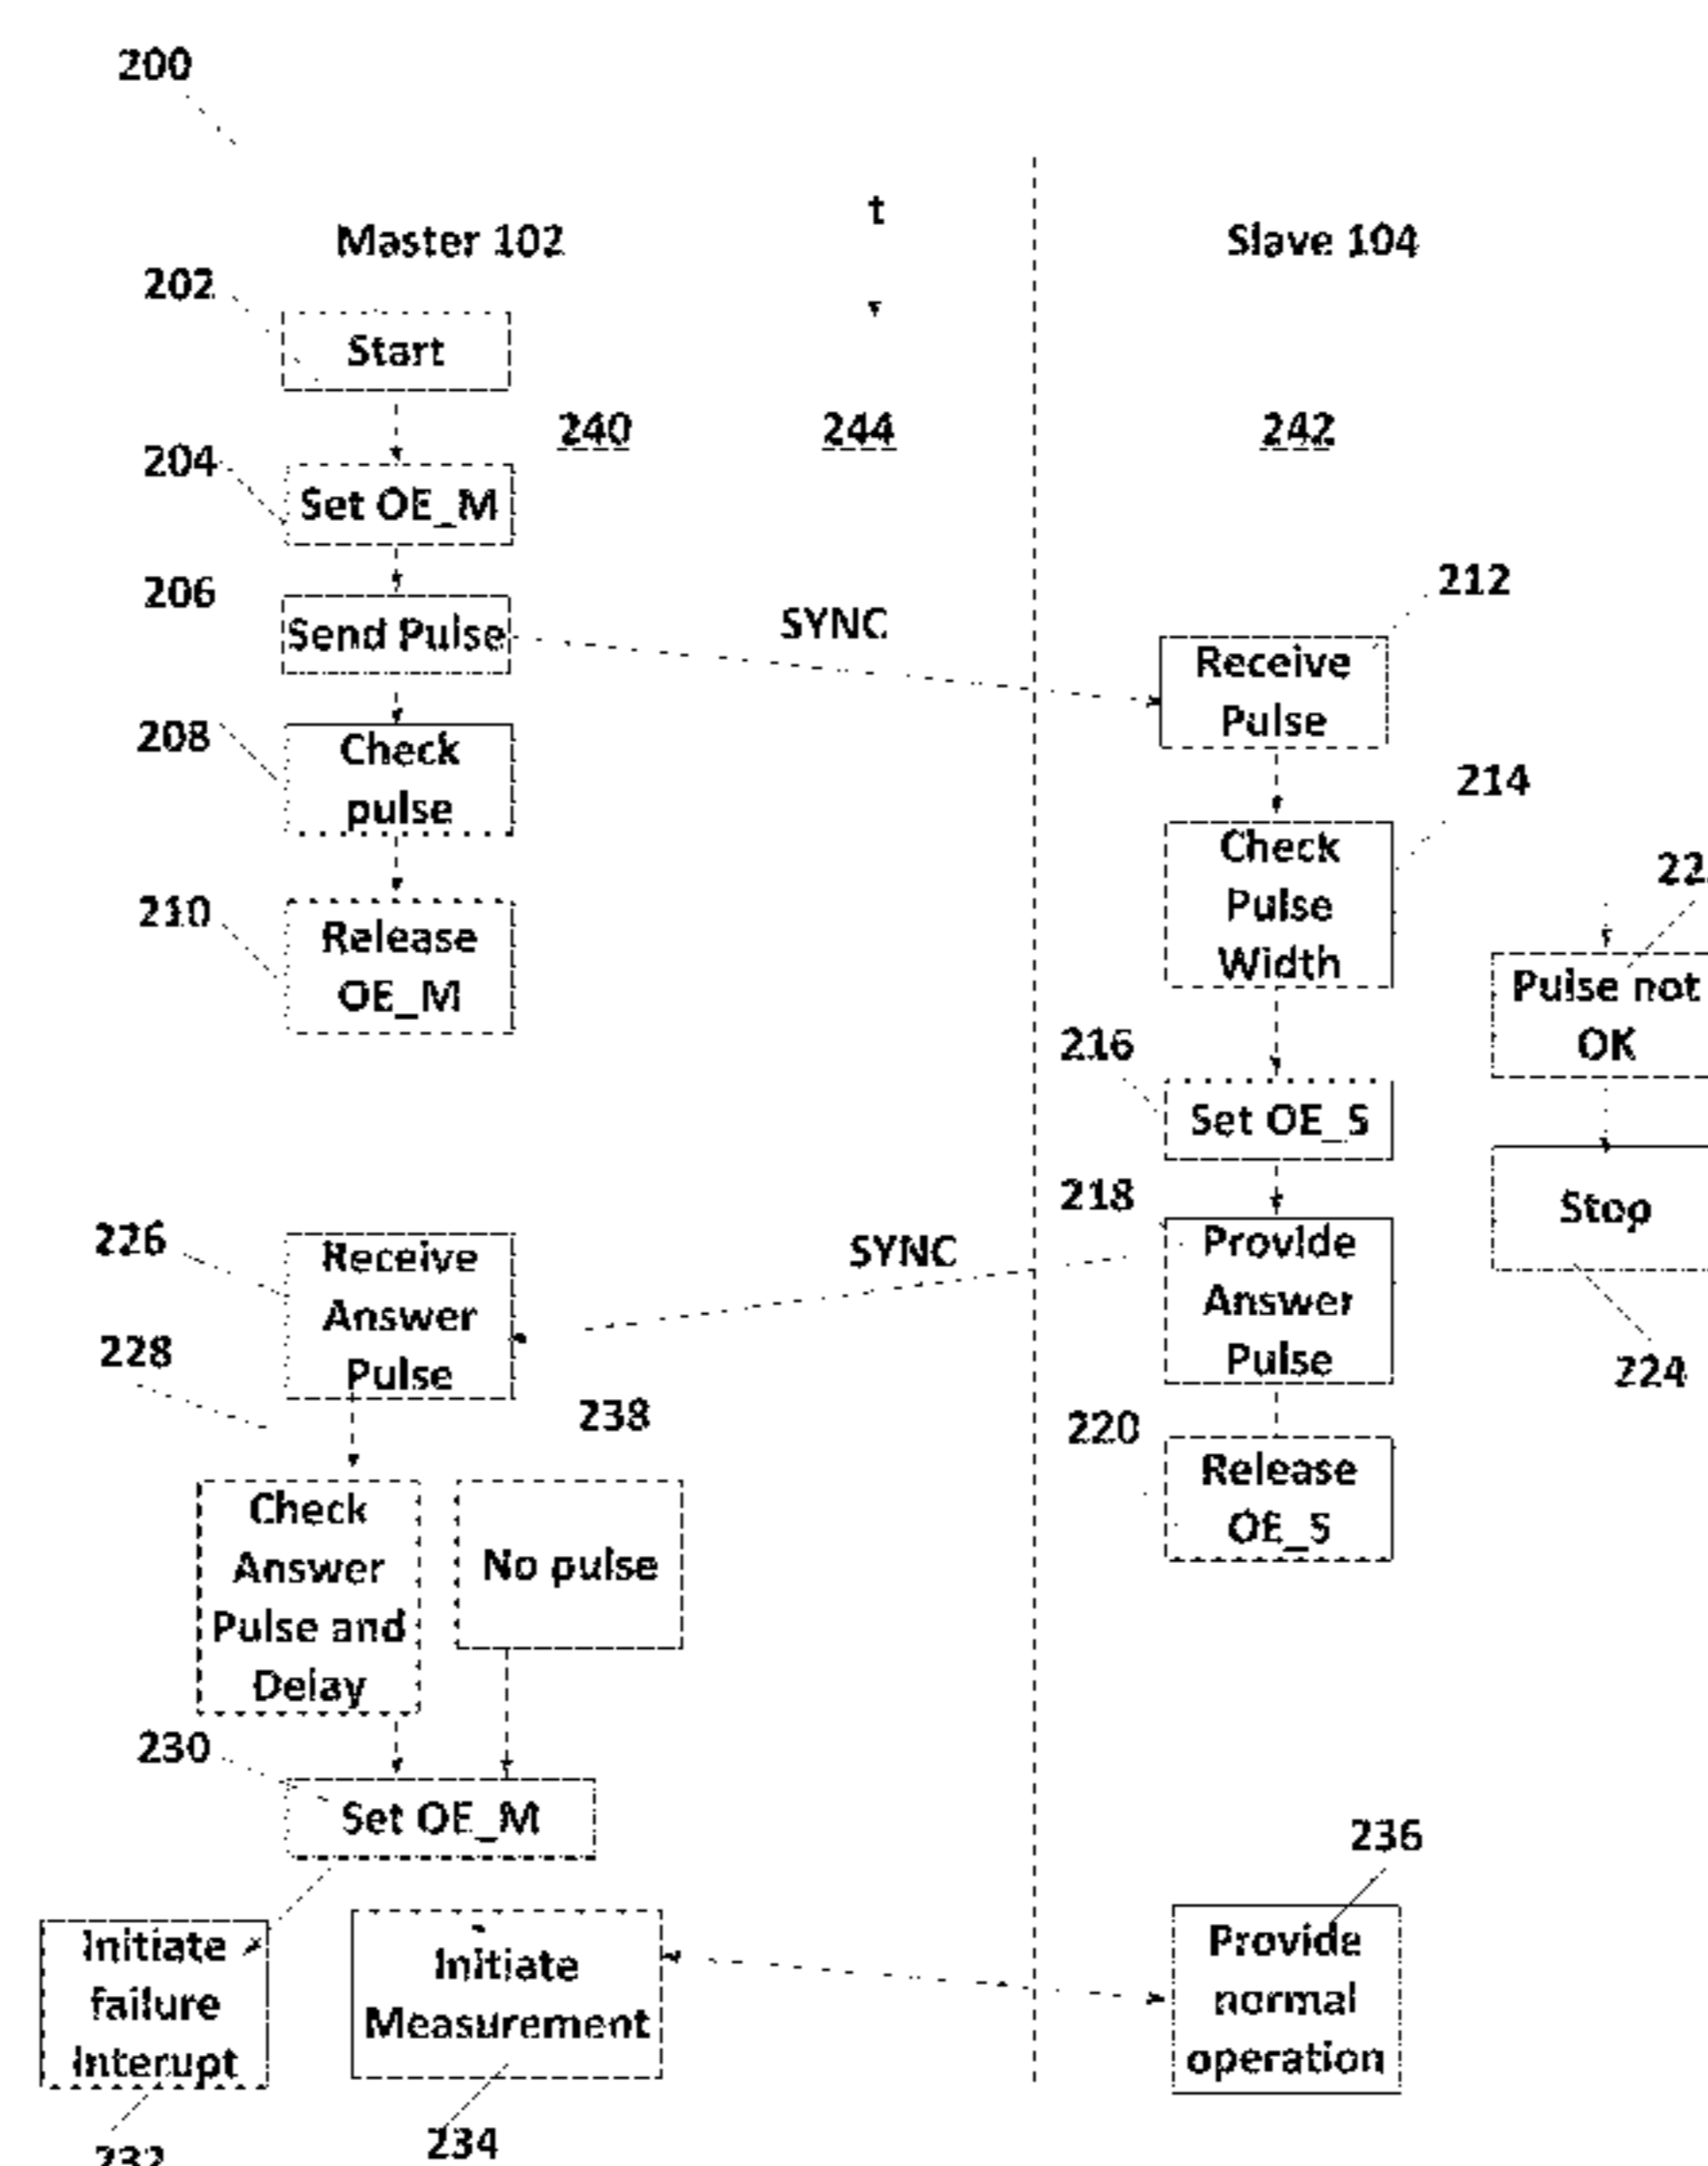 200
t
Master 102
Slave 104
202
Start
240
244
242
204
Set OE_M
206
Send Pulse
SYNC
212
Receive
Pulse
208
Check
pulse
214
Check
Pulse
Width
210
Release
OE_M
Pulse not
OK
216
Set OE_S
218
Provide
Answer
Pulse
Stop
224
226
Receive
Answer
Pulse
SYNC
228
238
220
Release
OE_S
Check
Answer
Pulse and
Delay
No pulse
230
Set OE_M
236
Initiate
failure
Interupt
Initiate
Measurement
Provide
normal
operation
232
234